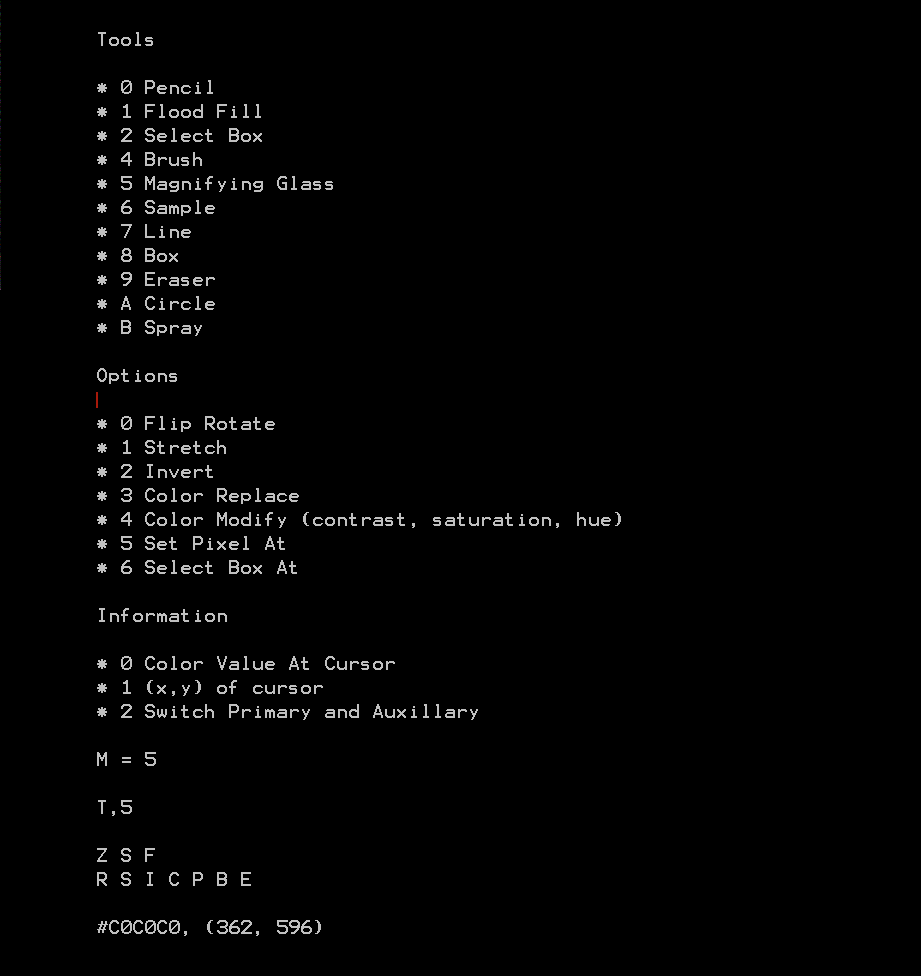 Tools
* 0 Pencil
* 1 Flood Fill
* 2 Select Box
* 4 Brush
* 5 Magnifying Glass
* 6 Sample
* 7 Line
* 8 Box
* 9 Eraser
* A Circle
* B Spray
Options
* 0 Flip Rotate
* 1 Stretch
* 2 Invert
* 3 Color Replace
* 4 Color Modify (contrast, saturation, hue)
* 5 Set Pixel At
* 6 Select Box At
Information
* 0 Color Value At Cursor
* 1 (x,y) of cursor
* 2 Switch Primary and Auxillary
M = 5
T,5
Z S F
R S I C P B E
#C0C0C0, (362, 596)